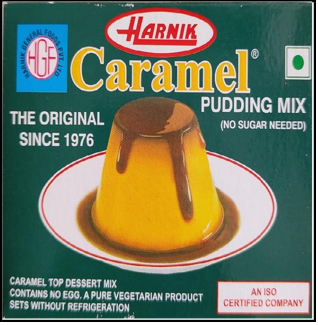 HARNIK
HARNIK GENERAL FOODS PVT. LTD.
HGF
Caramel®
PUDDING MIX
(NO SUGAR NEEDED)
THE ORIGINAL
SINCE 1976
CARAMEL TOP DESSERT MIX
CONTAINS NO EGG. A PURE VEGETARIAN PRODUCT
SETS WITHOUT REFRIGERATION
AN ISO
CERTIFIED COMPANY